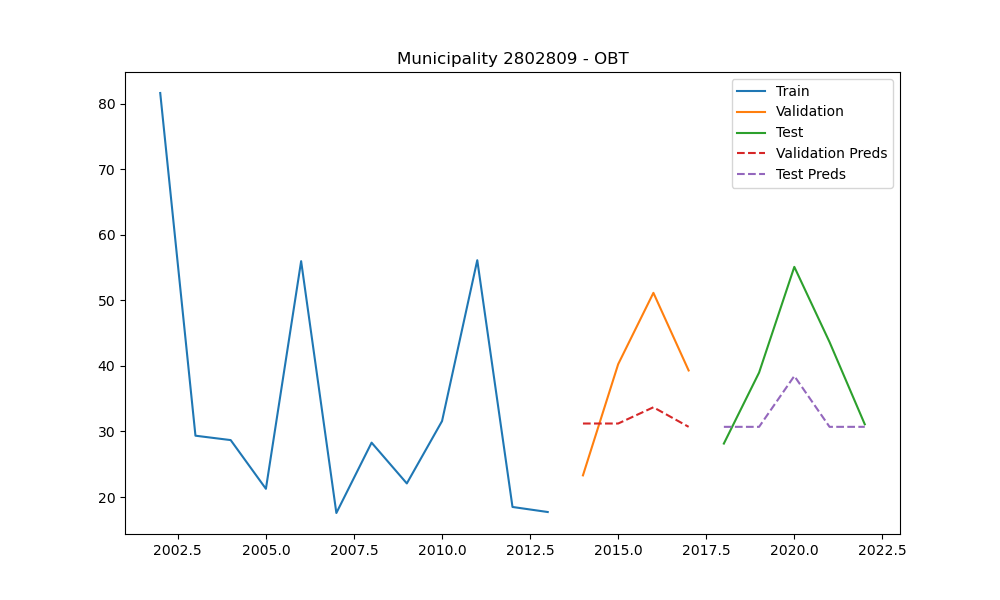 Municipality 2802809 - OBT
Train
Validation
Test
Validation Preds
Test Preds
80
70
60
50
40
30
20
2002.5 2005.0 2007.5 2010.0 2012.5 2015.0 2017.5 2020.0 2022.5